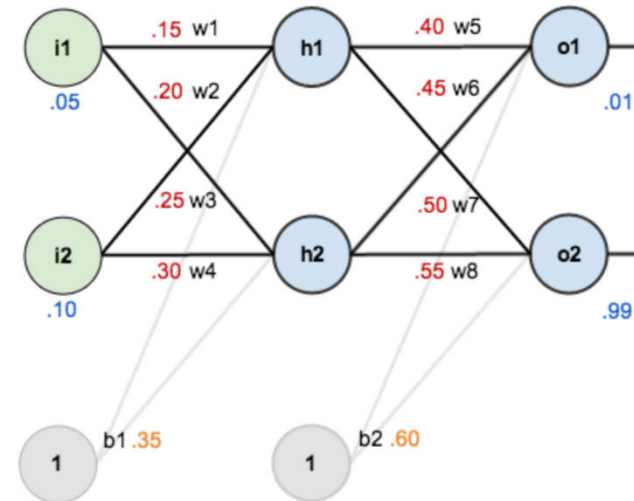 i1 .15 w1 h1 .40 w5 o1
.05 .20 w2 .45 w6 .01
.25 w3 .50 w7
i2 .30 w4 h2 .55 w8 o2
.10 .99
b1 .35 b2 .60
1 1